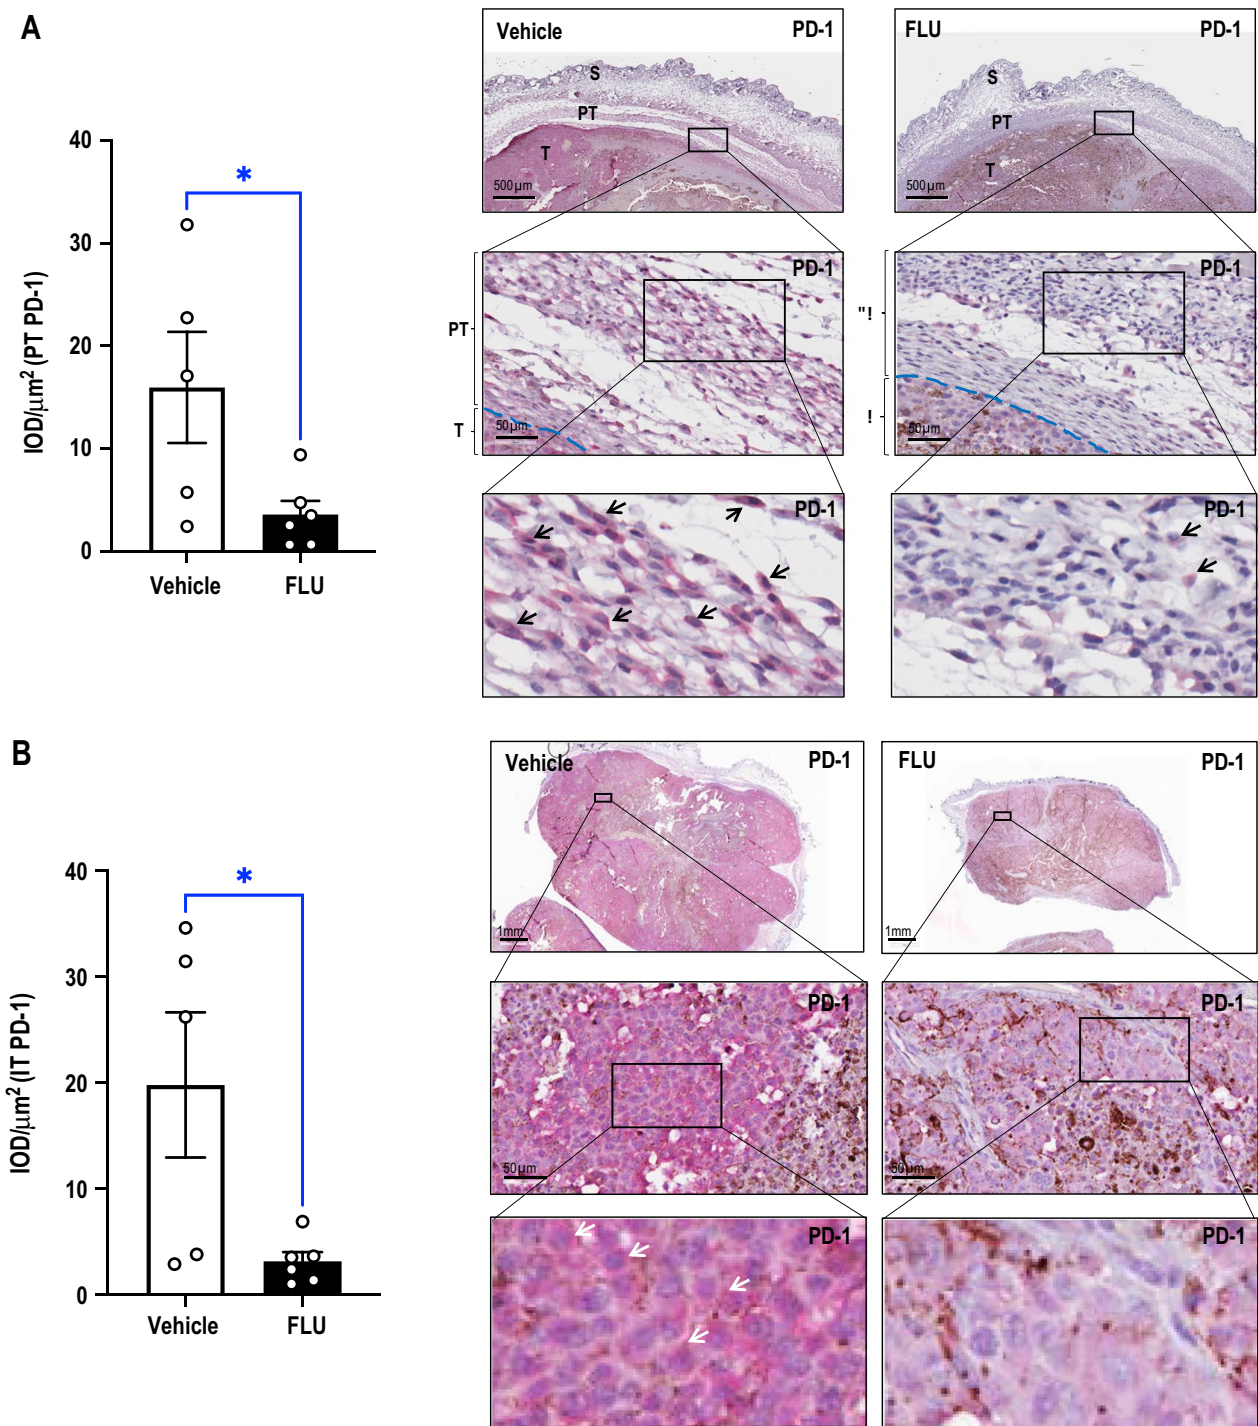 A
IOD/μm² (PT PD-1)
40
30
20
10
0
*
Vehicle
FLU
Vehicle
PD-1
S
PT
T
500μm
FLU
PD-1
S
PT
T
500μm
PD-1
PT
T
50μm
PD-1
"!
!
50μm
PD-1
PD-1
B
IOD/μm² (IT PD-1)
40
30
20
10
0
*
Vehicle
FLU
Vehicle
PD-1
1mm
FLU
PD-1
1mm
PD-1
50μm
PD-1
50μm
PD-1
PD-1